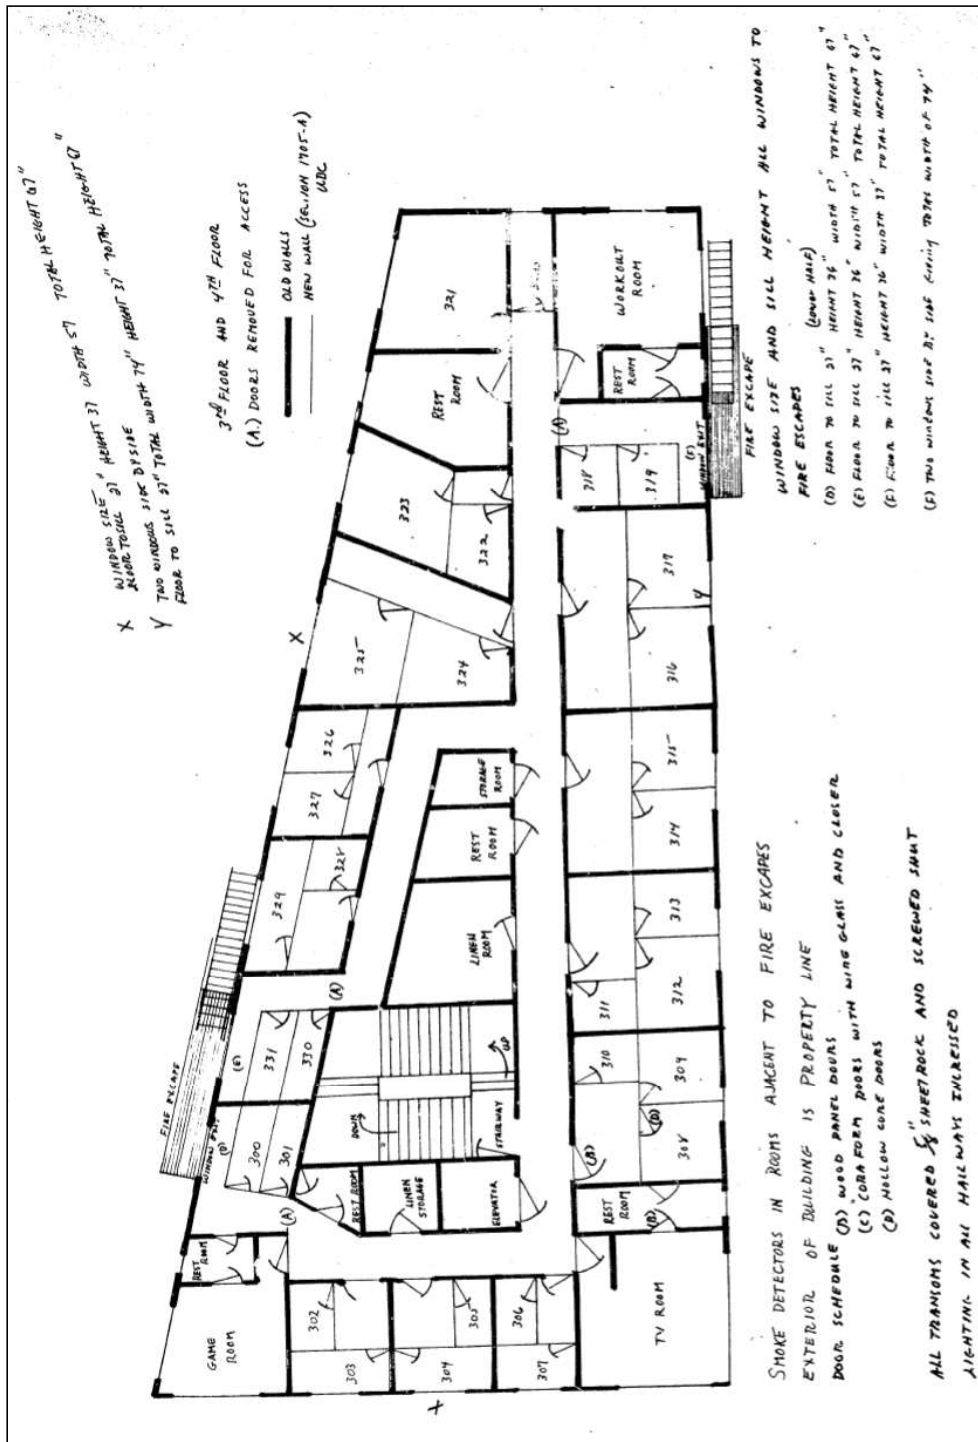 X WINDOW SIZE HEIGHT 37 WIDTH 57 TOTAL HEIGHT 67"
FLOOR TO SILL 27"
Y TWO WINDOWS SIDE BY SIDE
FLOOR TO SILL 27" TOTAL WIDTH 74" HEIGHT 37" TOTAL HEIGHT 67"
3rd FLOOR AND 4TH FLOOR
(A.) DOORS REMOVED FOR ACCESS
OLD WALLS
NEW WALL (SECTION 1705-A)
UBC
FIRE EXCAPE
WINDOW EXIT
X
321
REST ROOM
323
322
325
324
326
327
328
329
(A)
(E)
331
330
(D)
300
301
(A)
REST ROOM
GAME ROOM
WORKOUT ROOM
REST ROOM
(A)
STORAGE ROOM
REST ROOM
LINEN ROOM
UP
DOWN
STAIRWAY
REST ROOM
LINEN STORAGE
ELEVATOR
302
303
304
305
306
307
X
318
319
(F)
WINDOW EXIT
317
Y
316
315
314
313
312
311
310
309
308
(B)
(D)
REST ROOM
(B)
TV ROOM
FIRE EXCAPE
WINDOW SIZE AND SILL HEIGHT ALL WINDOWS TO
FIRE ESCAPES (LOWER HALF)
(D) FLOOR TO SILL 27" HEIGHT 36" WIDTH 57" TOTAL HEIGHT 67"
(E) FLOOR TO SILL 27" HEIGHT 36" WIDTH 57" TOTAL HEIGHT 67"
(F) FLOOR TO SILL 27" HEIGHT 36" WIDTH 37" TOTAL HEIGHT 67"
(F) TWO WINDOWS SIDE BY SIDE TOTAL WIDTH OF 74"
SMOKE DETECTORS IN ROOMS AJACENT TO FIRE EXCAPES
EXTERIOR OF BUILDING IS PROPERTY LINE
DOOR SCHEDULE (B) WOOD PANEL DOURS
(C) CORAFORM DOORS WITH WIRE GLASS AND CLOSER
(D) HOLLOW CORE DOORS
ALL TRANSOMS COVERED 5/8" SHEETROCK AND SCREWED SHUT
LIGHTING IN ALL HALLWAYS INCREASED